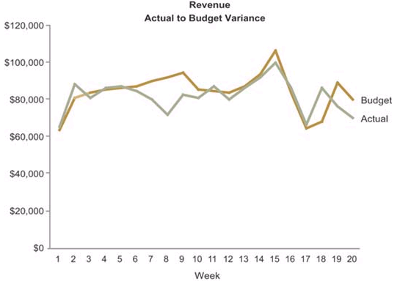 Revenue
Actual to Budget Variance
$120,000
$100,000
$80,000
$60,000
$40,000
$20,000
$0
Budget
Actual
1 2 3 4 5 6 7 8 9 10 11 12 13 14 15 16 17 18 19 20
Week